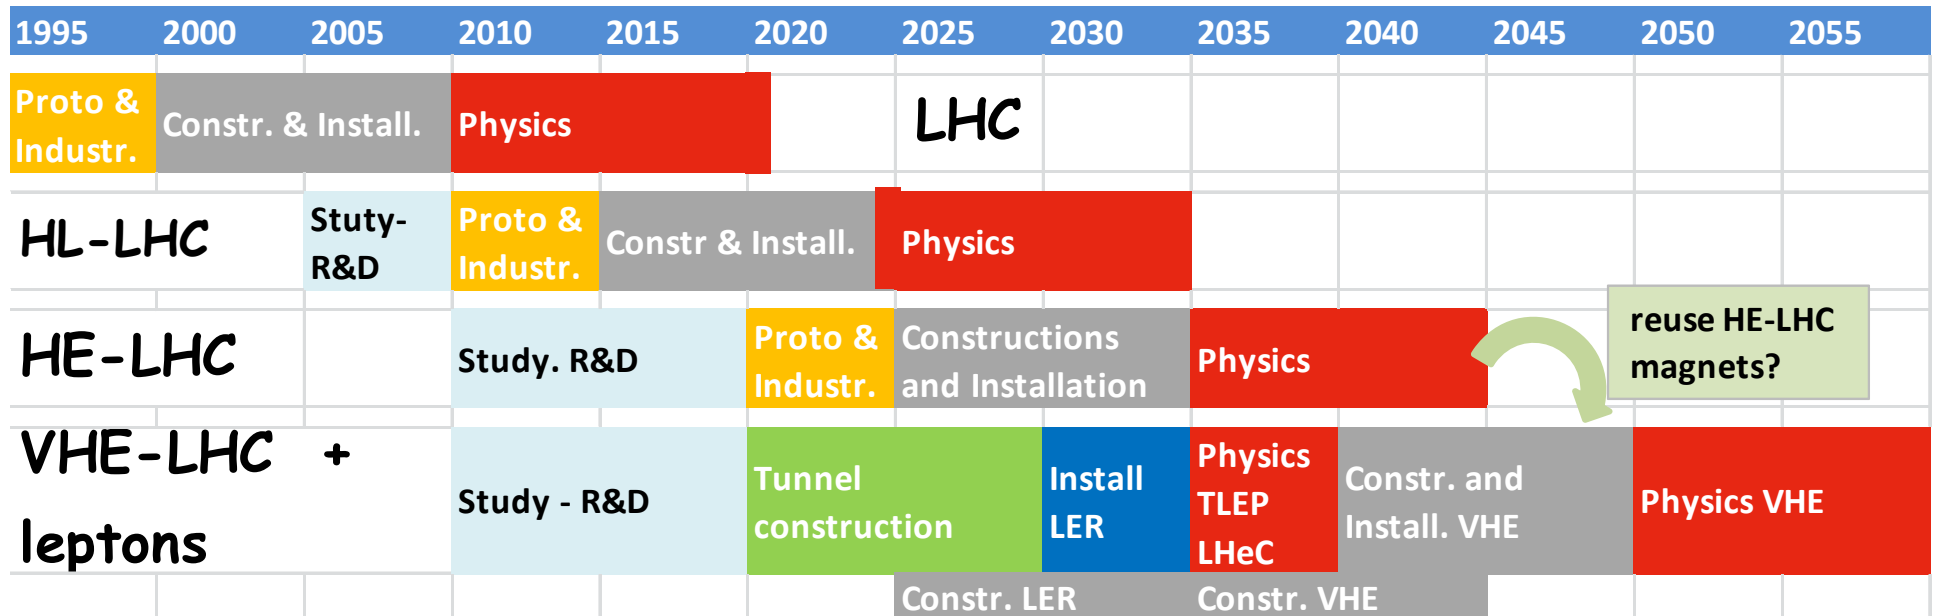 1995 2000 2005 2010 2015 2020 2025 2030 2035 2040 2045 2050 2055
Proto &
Industr.
Constr. & Install.
Physics
LHC
HL-LHC
Stuty-
R&D
Proto &
Industr.
Constr & Install.
Physics
HE-LHC
Study. R&D
Proto &
Industr.
Constructions
and Installation
Physics
reuse HE-LHC
magnets?
VHE-LHC +
leptons
Study - R&D
Tunnel
construction
Install
LER
Physics
TLEP
LHeC
Constr. and
Install. VHE
Physics VHE
Constr. LER
Constr. VHE